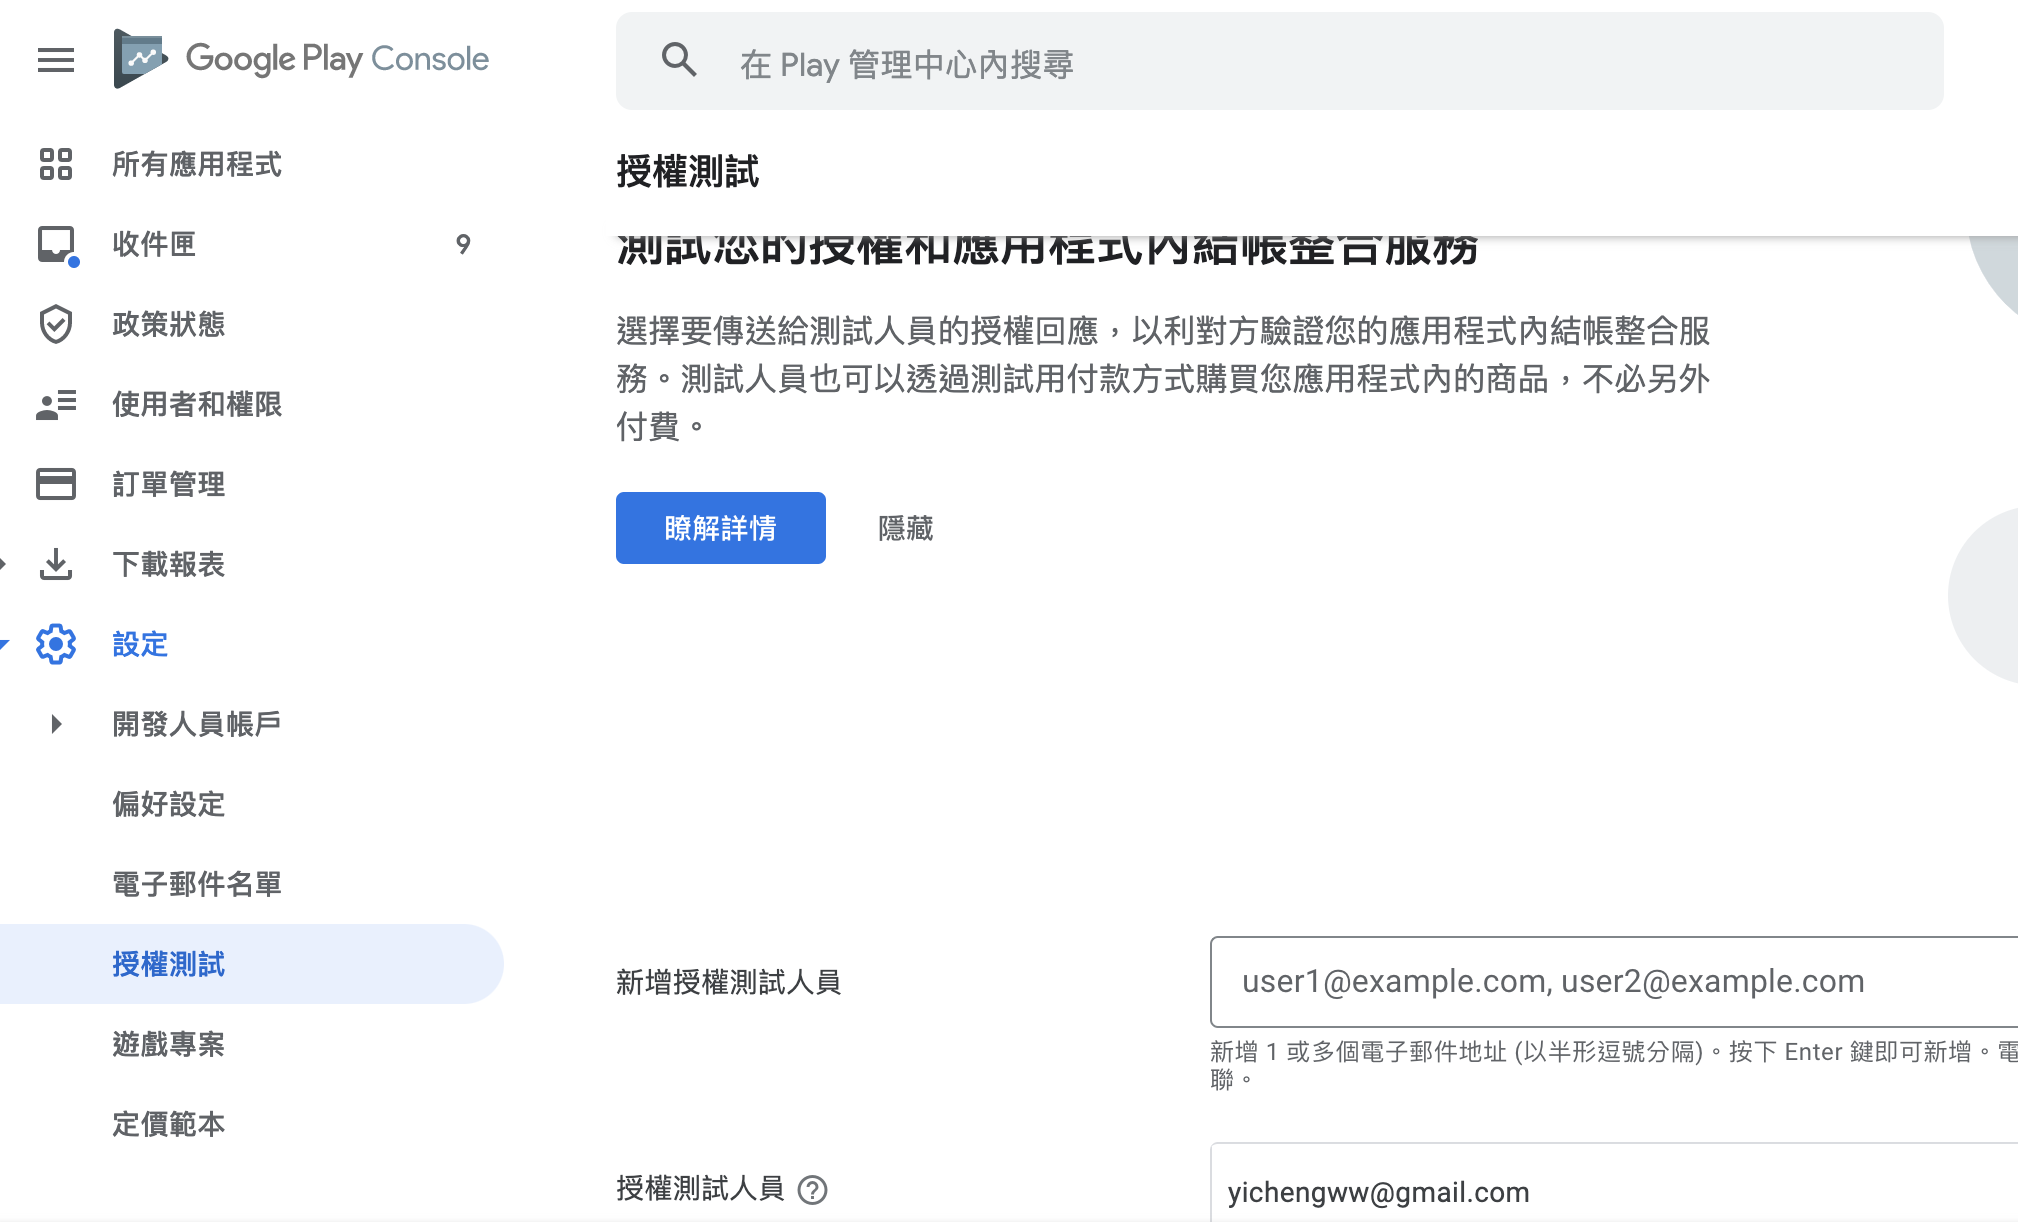 Google Play Console
在 Play 管理中心內搜尋
所有應用程式
收件匣 9
政策狀態
使用者和權限
訂單管理
下載報表
設定
開發人員帳戶
偏好設定
電子郵件名單
授權測試
遊戲專案
定價範本
授權測試
測試您的授權和應用程式內結帳整合服務
選擇要傳送給測試人員的授權回應，以利對方驗證您的應用程式內結帳整合服
務。測試人員也可以透過測試用付款方式購買您應用程式內的商品，不必另外
付費。
瞭解詳情
隱藏
新增授權測試人員
user1@example.com, user2@example.com
新增 1 或多個電子郵件地址 (以半形逗號分隔)。按下 Enter 鍵即可新增。電
聯。
授權測試人員
yichengww@gmail.com